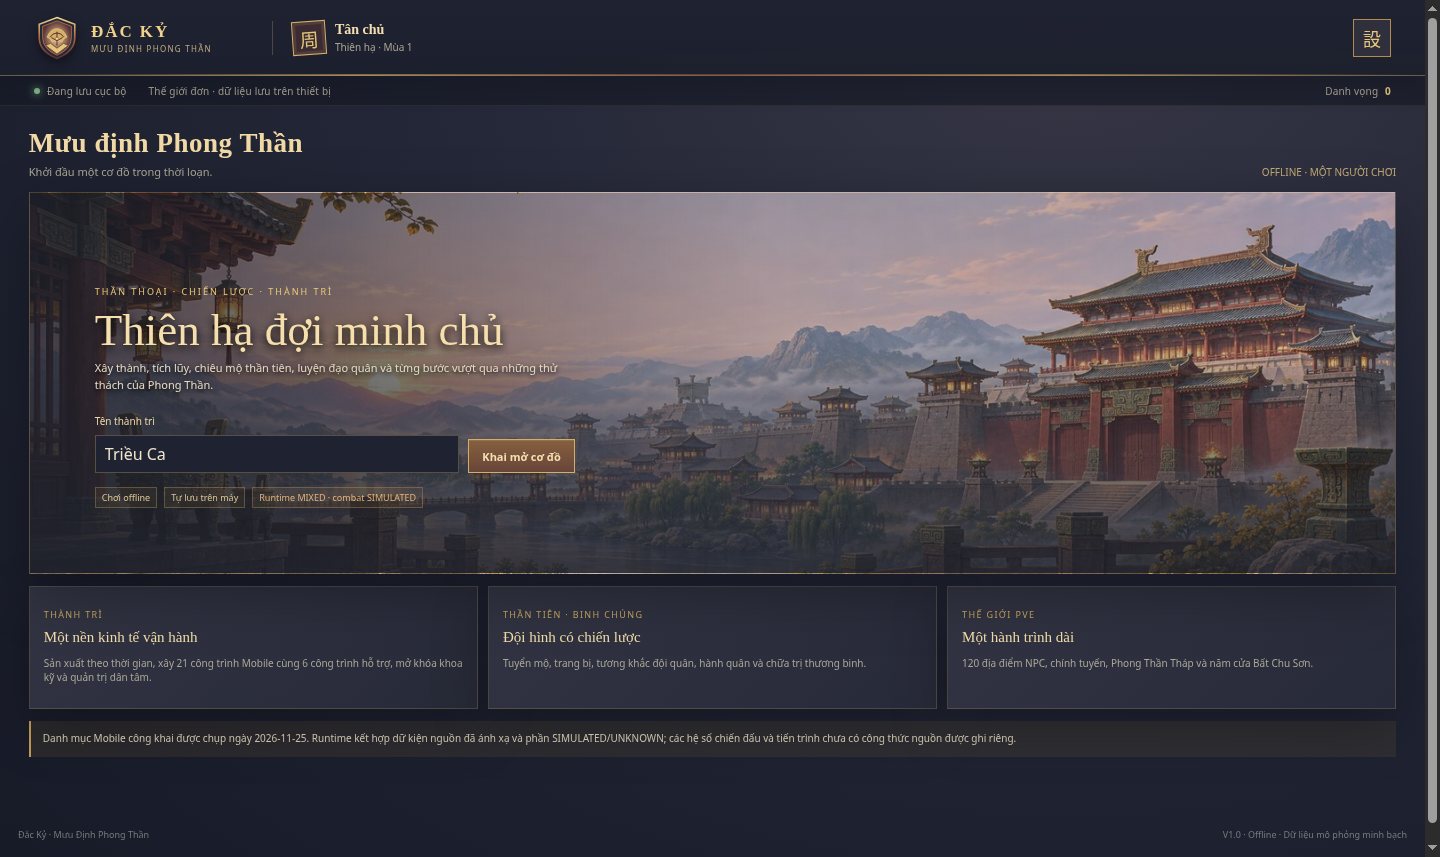 ĐẮC KỶ
MƯU ĐỊNH PHONG THẦN
周
Tân chủ
Thiên hạ · Mùa 1
設
Đang lưu cục bộ
Thế giới đơn · dữ liệu lưu trên thiết bị
Danh vọng 0
Mưu định Phong Thần
Khởi đầu một cơ đồ trong thời loạn.
OFFLINE · MỘT NGƯỜI CHƠI
THẦN THOẠI · CHIẾN LƯỢC · THÀNH TRÌ
Thiên hạ đợi minh chủ
Xây thành, tích lũy, chiêu mộ thần tiên, luyện đạo quân và từng bước vượt qua những thử
thách của Phong Thần.
Tên thành trì
Triều Ca
Khai mở cơ đồ
Chơi offline
Tự lưu trên máy
Runtime MIXED · combat SIMULATED
THÀNH TRÌ
Một nền kinh tế vận hành
Sản xuất theo thời gian, xây 21 công trình Mobile cùng 6 công trình hỗ trợ, mở khóa khoa
kỹ và quản trị dân tâm.
THẦN TIÊN · BINH CHỦNG
Đội hình có chiến lược
Tuyển mộ, trang bị, tương khắc đội quân, hành quân và chữa trị thương binh.
THẾ GIỚI PVE
Một hành trình dài
120 địa điểm NPC, chính tuyến, Phong Thần Tháp và năm cửa Bất Chu Sơn.
Danh mục Mobile công khai được chụp ngày 2026-11-25. Runtime kết hợp dữ kiện nguồn đã ánh xạ và phần SIMULATED/UNKNOWN; các hệ số chiến đấu và tiến trình chưa có công thức nguồn được ghi riêng.
Đắc Kỷ · Mưu Định Phong Thần
V1.0 · Offline · Dữ liệu mô phỏng minh bạch